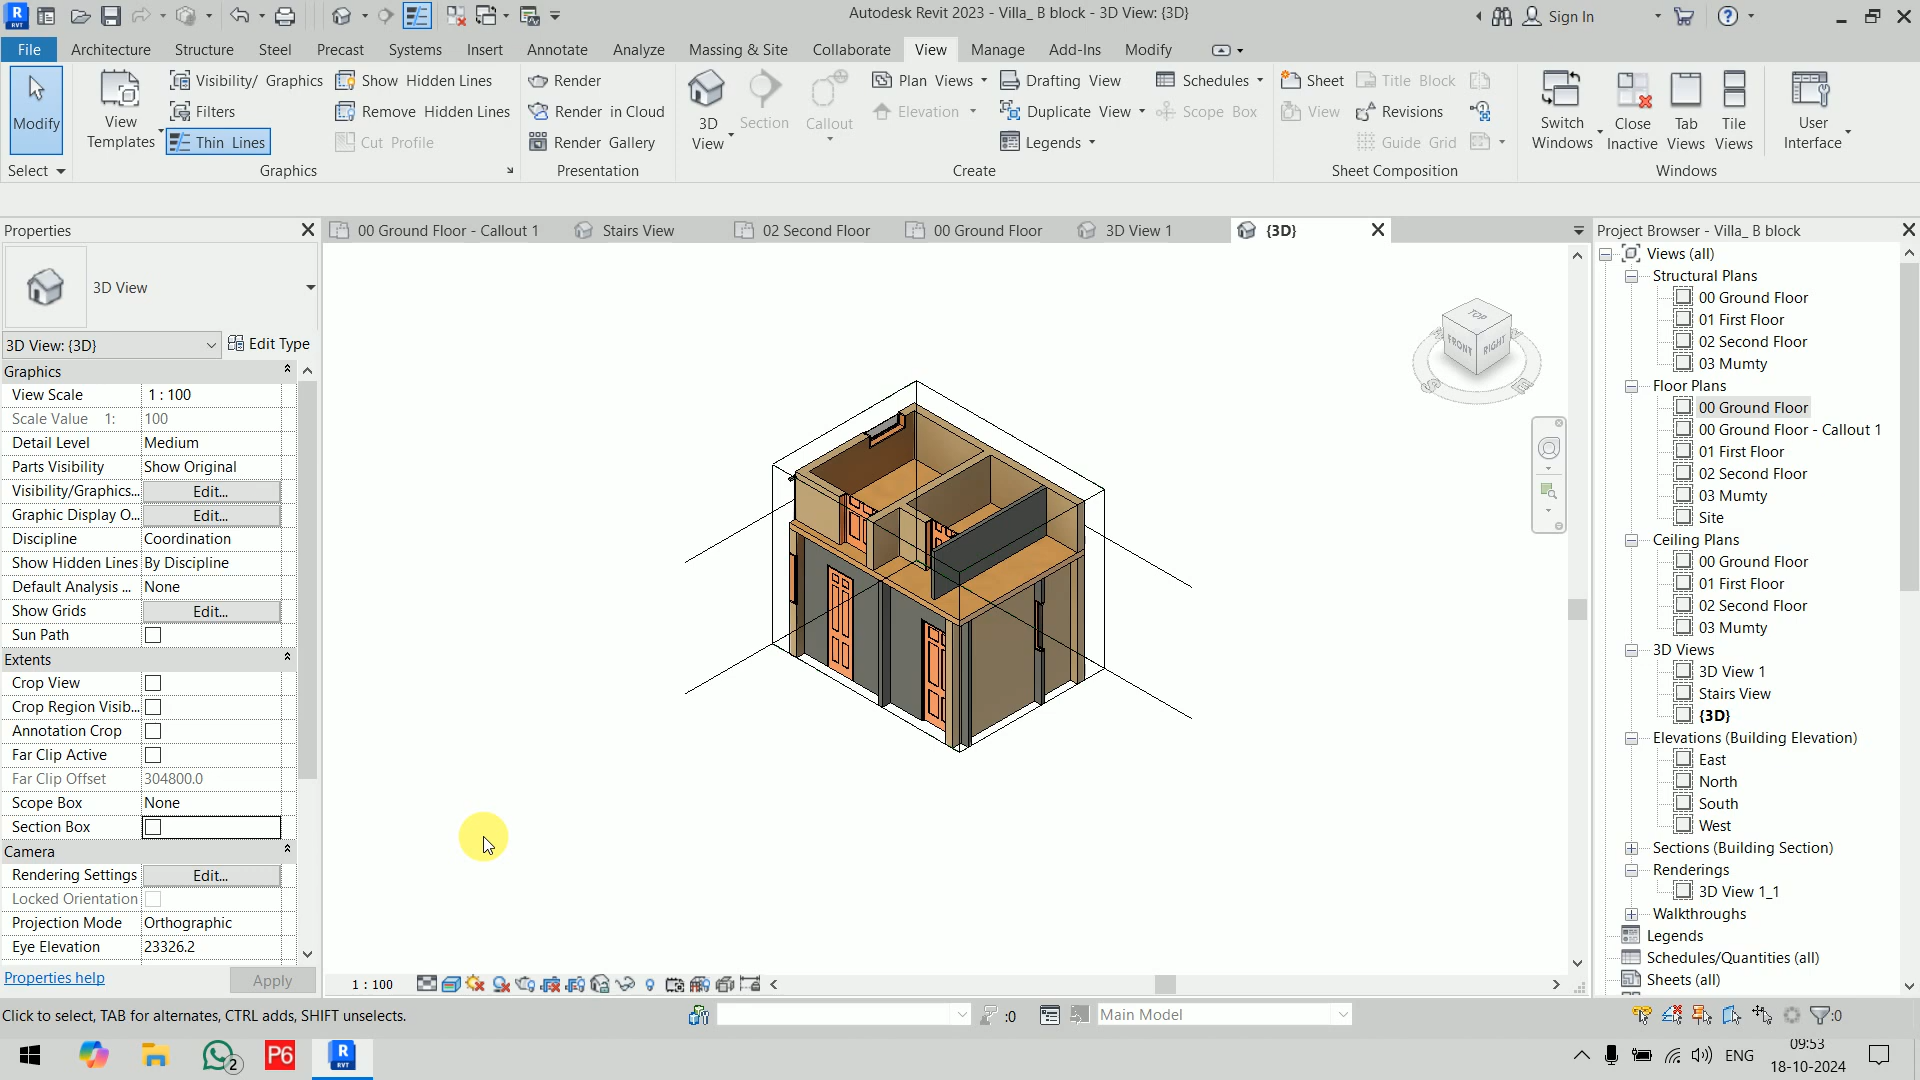 Autodesk Revit 2023 - Villa_ B block - 3D View: {3D}
Sign In
File Architecture Structure Steel Precast Systems Insert Annotate Analyze Massing & Site Collaborate View Manage Add-Ins Modify
Modify
View Templates
Visibility/ Graphics
Filters
Thin Lines
Show Hidden Lines
Remove Hidden Lines
Cut Profile
Render
Render in Cloud
Render Gallery
3D View
Section
Callout
Plan Views
Elevation
Drafting View
Duplicate View
Legends
Schedules
Scope Box
Sheet
View
Title Block
Revisions
Guide Grid
Switch Windows
Close Inactive
Tab Views
Tile Views
User Interface
Select Graphics Presentation Create Sheet Composition Windows
Properties
00 Ground Floor - Callout 1
Stairs View
02 Second Floor
00 Ground Floor
3D View 1
{3D}
Project Browser - Villa_ B block
3D View
3D View: {3D}
Edit Type
Graphics
View Scale 1 : 100
Scale Value 1: 100
Detail Level Medium
Parts Visibility Show Original
Visibility/Graphics... Edit...
Graphic Display O... Edit...
Discipline Coordination
Show Hidden Lines By Discipline
Default Analysis ... None
Show Grids Edit...
Sun Path
Extents
Crop View
Crop Region Visib...
Annotation Crop
Far Clip Active
Far Clip Offset 304800.0
Scope Box None
Section Box
Camera
Rendering Settings Edit...
Locked Orientation
Projection Mode Orthographic
Eye Elevation 23326.2
Properties help
Apply
TOP
FRONT
RIGHT
Views (all)
Structural Plans
00 Ground Floor
01 First Floor
02 Second Floor
03 Mumty
Floor Plans
00 Ground Floor
00 Ground Floor - Callout 1
01 First Floor
02 Second Floor
03 Mumty
Site
Ceiling Plans
00 Ground Floor
01 First Floor
02 Second Floor
03 Mumty
3D Views
3D View 1
Stairs View
{3D}
Elevations (Building Elevation)
East
North
South
West
Sections (Building Section)
Renderings
3D View 1_1
Walkthroughs
Legends
Schedules/Quantities (all)
Sheets (all)
1 : 100
Click to select, TAB for alternates, CTRL adds, SHIFT unselects.
:0
Main Model
:0
2
P6
R
RVT
ENG
09:53
18-10-2024